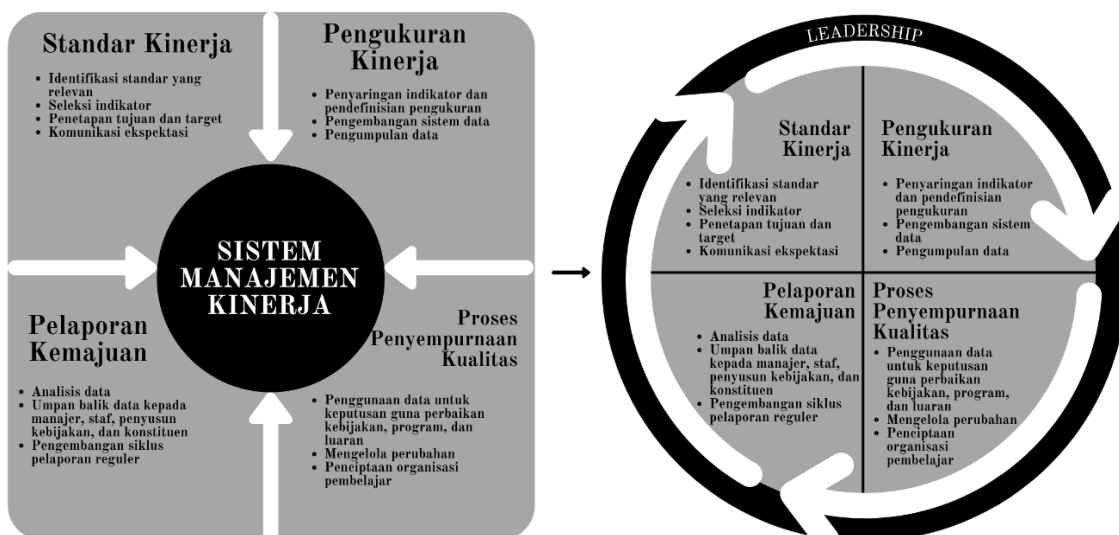 Standar Kinerja
• Identifikasi standar yang
relevan
• Seleksi indikator
• Penetapan tujuan dan target
• Komunikasi ekspektasi
Pengukuran
Kinerja
• Penyaringan indikator dan
pendefinisian pengukuran
• Pengembangan sistem data
• Pengumpulan data
SISTEM
MANAJEMEN
KINERJA
Pelaporan
Kemajuan
• Analisis data
• Umpan balik data kepada
manajer, staf, penyusun
kebijakan, dan konstituen
• Pengembangan siklus
pelaporan reguler
Proses
Penyempurnaan
Kualitas
• Penggunaan data untuk
keputusan guna perbaikan
kebijakan, program, dan
luaran
• Mengelola perubahan
• Penciptaan organisasi
pembelajar
LEADERSHIP
Standar
Kinerja
• Identifikasi standar
yang relevan
• Seleksi indikator
• Penetapan tujuan dan
target
• Komunikasi ekspektasi
Pengukuran
Kinerja
• Penyaringan indikator
dan pendefinisian
pengukuran
• Pengembangan sistem
data
• Pengumpulan data
Pelaporan
Kemajuan
• Analisis data
• Umpan balik data
kepada manajer, staf,
penyusun kebijakan, dan
konstituen
• Pengembangan siklus
pelaporan reguler
Proses
Penyempurnaan
Kualitas
• Penggunaan data
untuk keputusan
guna perbaikan
kebijakan, program,
dan luaran
• Mengelola perubahan
• Penciptaan
organisasi
pembelajar